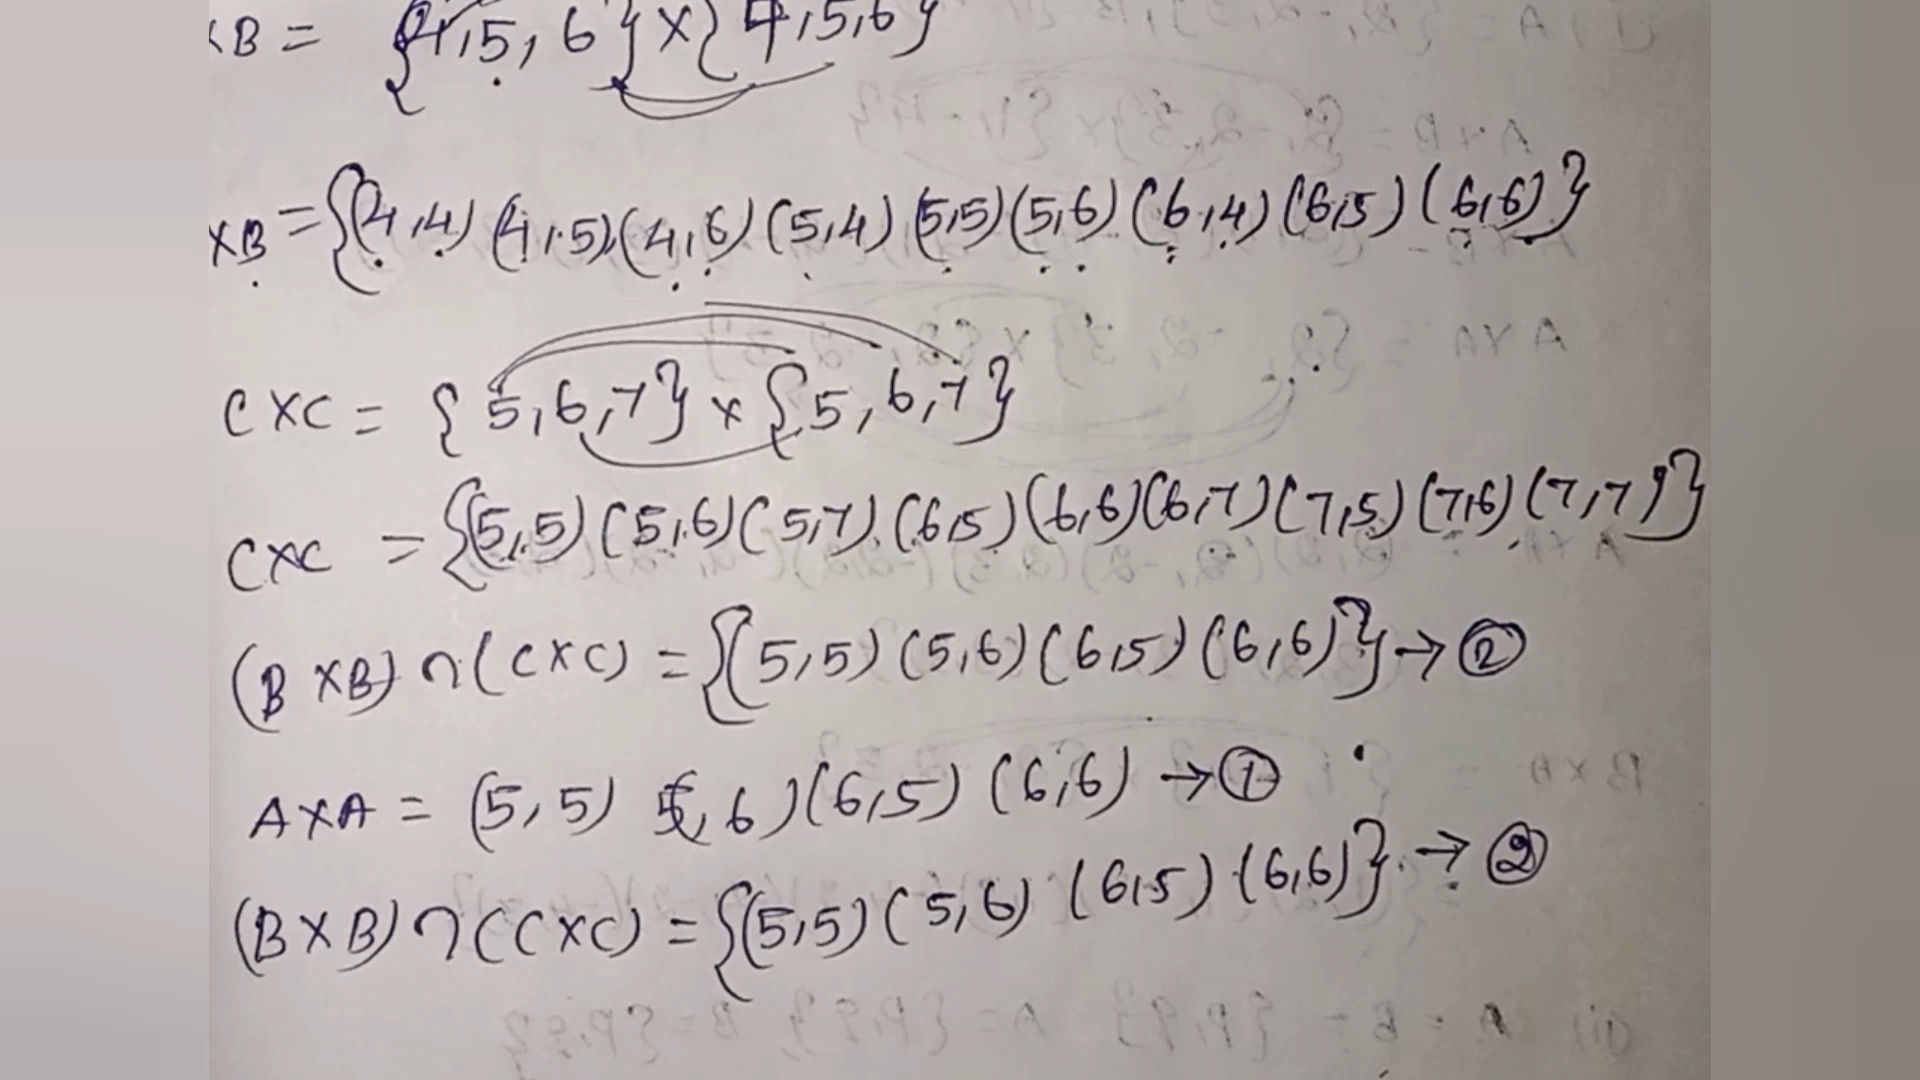 ×B = {4,5,6}×{4,5,6}
×B = {(4,4) (4,5)(4,6)(5,4)(5,5)(5,6)(6,4)(6,5)(6,6)}
C×C = {5,6,7}×{5,6,7}
C×C = {(5,5)(5,6)(5,7)(6,5)(6,6)(6,7)(7,5)(7,6)(7,7)}
(B×B)∩(C×C) = {(5,5)(5,6)(6,5)(6,6)}→②
A×A = (5,5) 5,6)(6,5)(6,6)→①
(B×B)∩(C×C) = {(5,5)(5,6)(6,5)(6,6)}→②